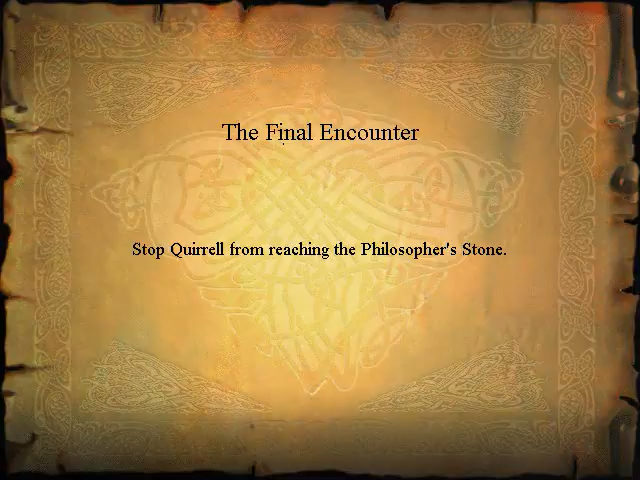 The Final Encounter
Stop Quirrell from reaching the Philosopher's Stone.